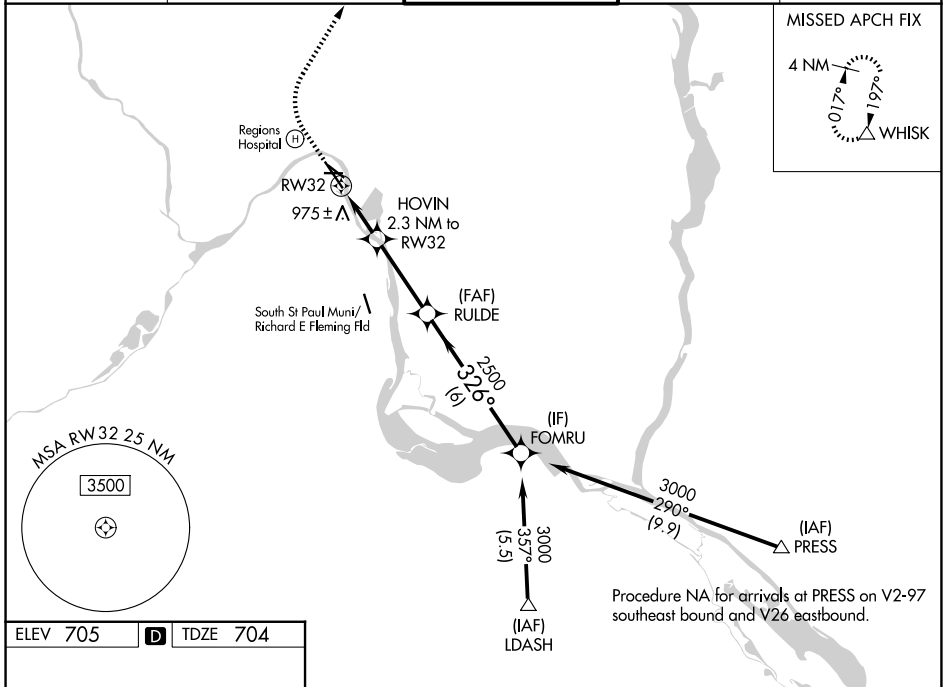 MISSED APCH FIX
4 NM
017°
197°
WHISK
Regions
Hospital
H
RW32
975±
HOVIN
2.3 NM to
RW32
South St Paul Muni/
Richard E Fleming Fld
(FAF)
RULDE
2500
326°
(6)
(IF)
FOMRU
MSA RW32 25 NM
3500
3000
290°
(9.9)
(IAF)
PRESS
3000
357°
(5.5)
(IAF)
LDASH
Procedure NA for arrivals at PRESS on V2-97
southeast bound and V26 eastbound.
ELEV 705 D TDZE 704